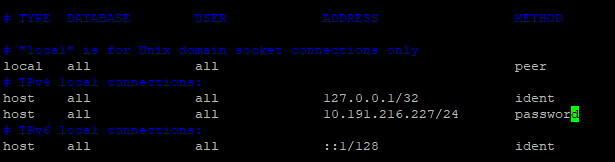 # TYPE  DATABASE        USER            ADDRESS                 METHOD
# "local" is for Unix domain socket connections only
local   all             all                                     peer
# IPv4 local connections:
host    all             all             127.0.0.1/32            ident
host    all             all             10.191.216.227/24       password
# IPv6 local connections:
host    all             all             ::1/128                 ident